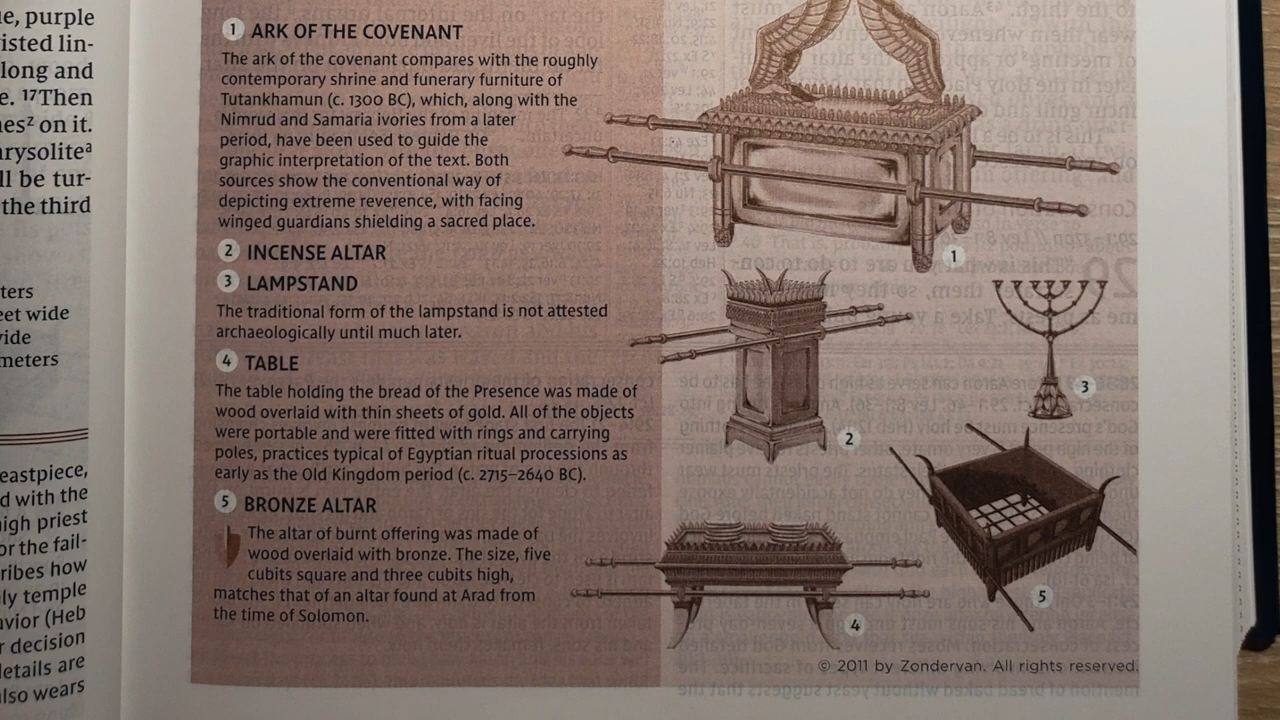 e, purple
isted lin-
long and
e. ¹⁷Then
nes² on it.
rysoliteᵃ
ll be tur-
the third
ters
eet wide
vide
meters
eastpiece,
d with the
high priest
or the fail-
ribes how
ly temple
avior (Heb
r decision
details are
also wears
1 ARK OF THE COVENANT
The ark of the covenant compares with the roughly
contemporary shrine and funerary furniture of
Tutankhamun (c. 1300 BC), which, along with the
Nimrud and Samaria ivories from a later
period, have been used to guide the
graphic interpretation of the text. Both
sources show the conventional way of
depicting extreme reverence, with facing
winged guardians shielding a sacred place.
2 INCENSE ALTAR
3 LAMPSTAND
The traditional form of the lampstand is not attested
archaeologically until much later.
4 TABLE
The table holding the bread of the Presence was made of
wood overlaid with thin sheets of gold. All of the objects
were portable and were fitted with rings and carrying
poles, practices typical of Egyptian ritual processions as
early as the Old Kingdom period (c. 2715–2640 BC).
5 BRONZE ALTAR
The altar of burnt offering was made of
wood overlaid with bronze. The size, five
cubits square and three cubits high,
matches that of an altar found at Arad from
the time of Solomon.
1
2
3
4
5
© 2011 by Zondervan. All rights reserved.